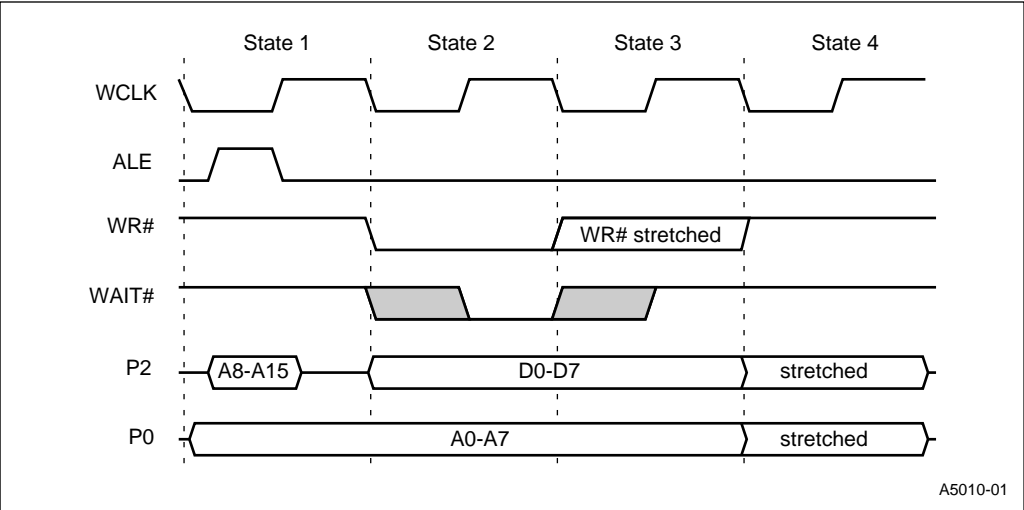 State 1 State 2 State 3 State 4
WCLK
ALE
WR# WR# stretched
WAIT#
P2 A8-A15 D0-D7 stretched
P0 A0-A7 stretched
A5010-01